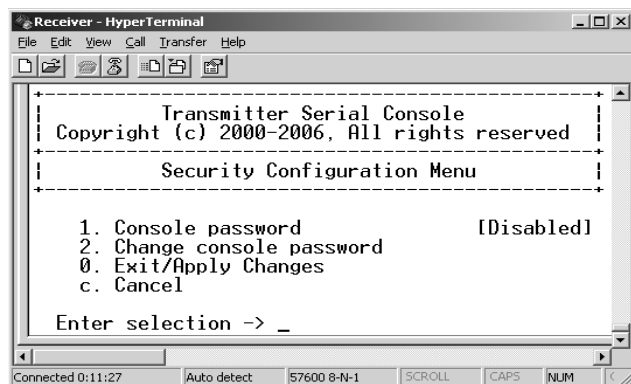 Receiver - HyperTerminal
File Edit View Call Transfer Help
Transmitter Serial Console
Copyright (c) 2000-2006, All rights reserved
Security Configuration Menu
1. Console password [Disabled]
2. Change console password
0. Exit/Apply Changes
c. Cancel
Enter selection -> _
Connected 0:11:27 Auto detect 57600 8-N-1 SCROLL CAPS NUM